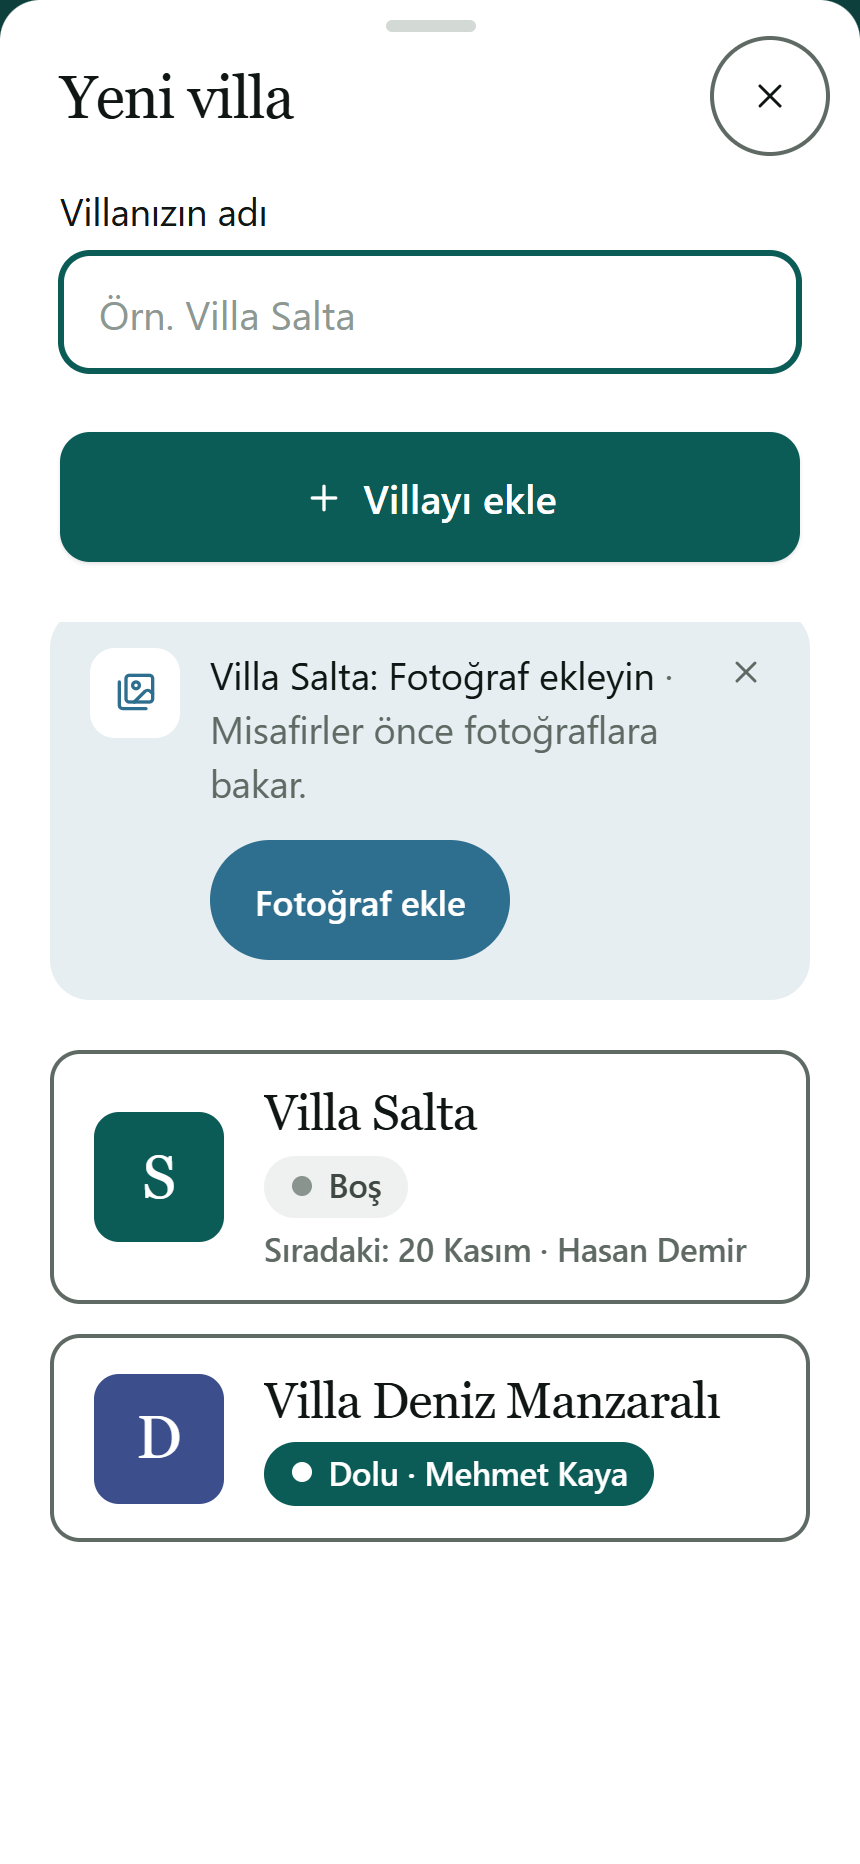 Yeni villa
Villanızın adı
Örn. Villa Salta
Villayı ekle
Villa Salta: Fotoğraf ekleyin ·
Misafirler önce fotoğraflara
bakar.
Fotoğraf ekle
S
Villa Salta
Boş
Sıradaki: 20 Kasım · Hasan Demir
D
Villa Deniz Manzaralı
Dolu · Mehmet Kaya